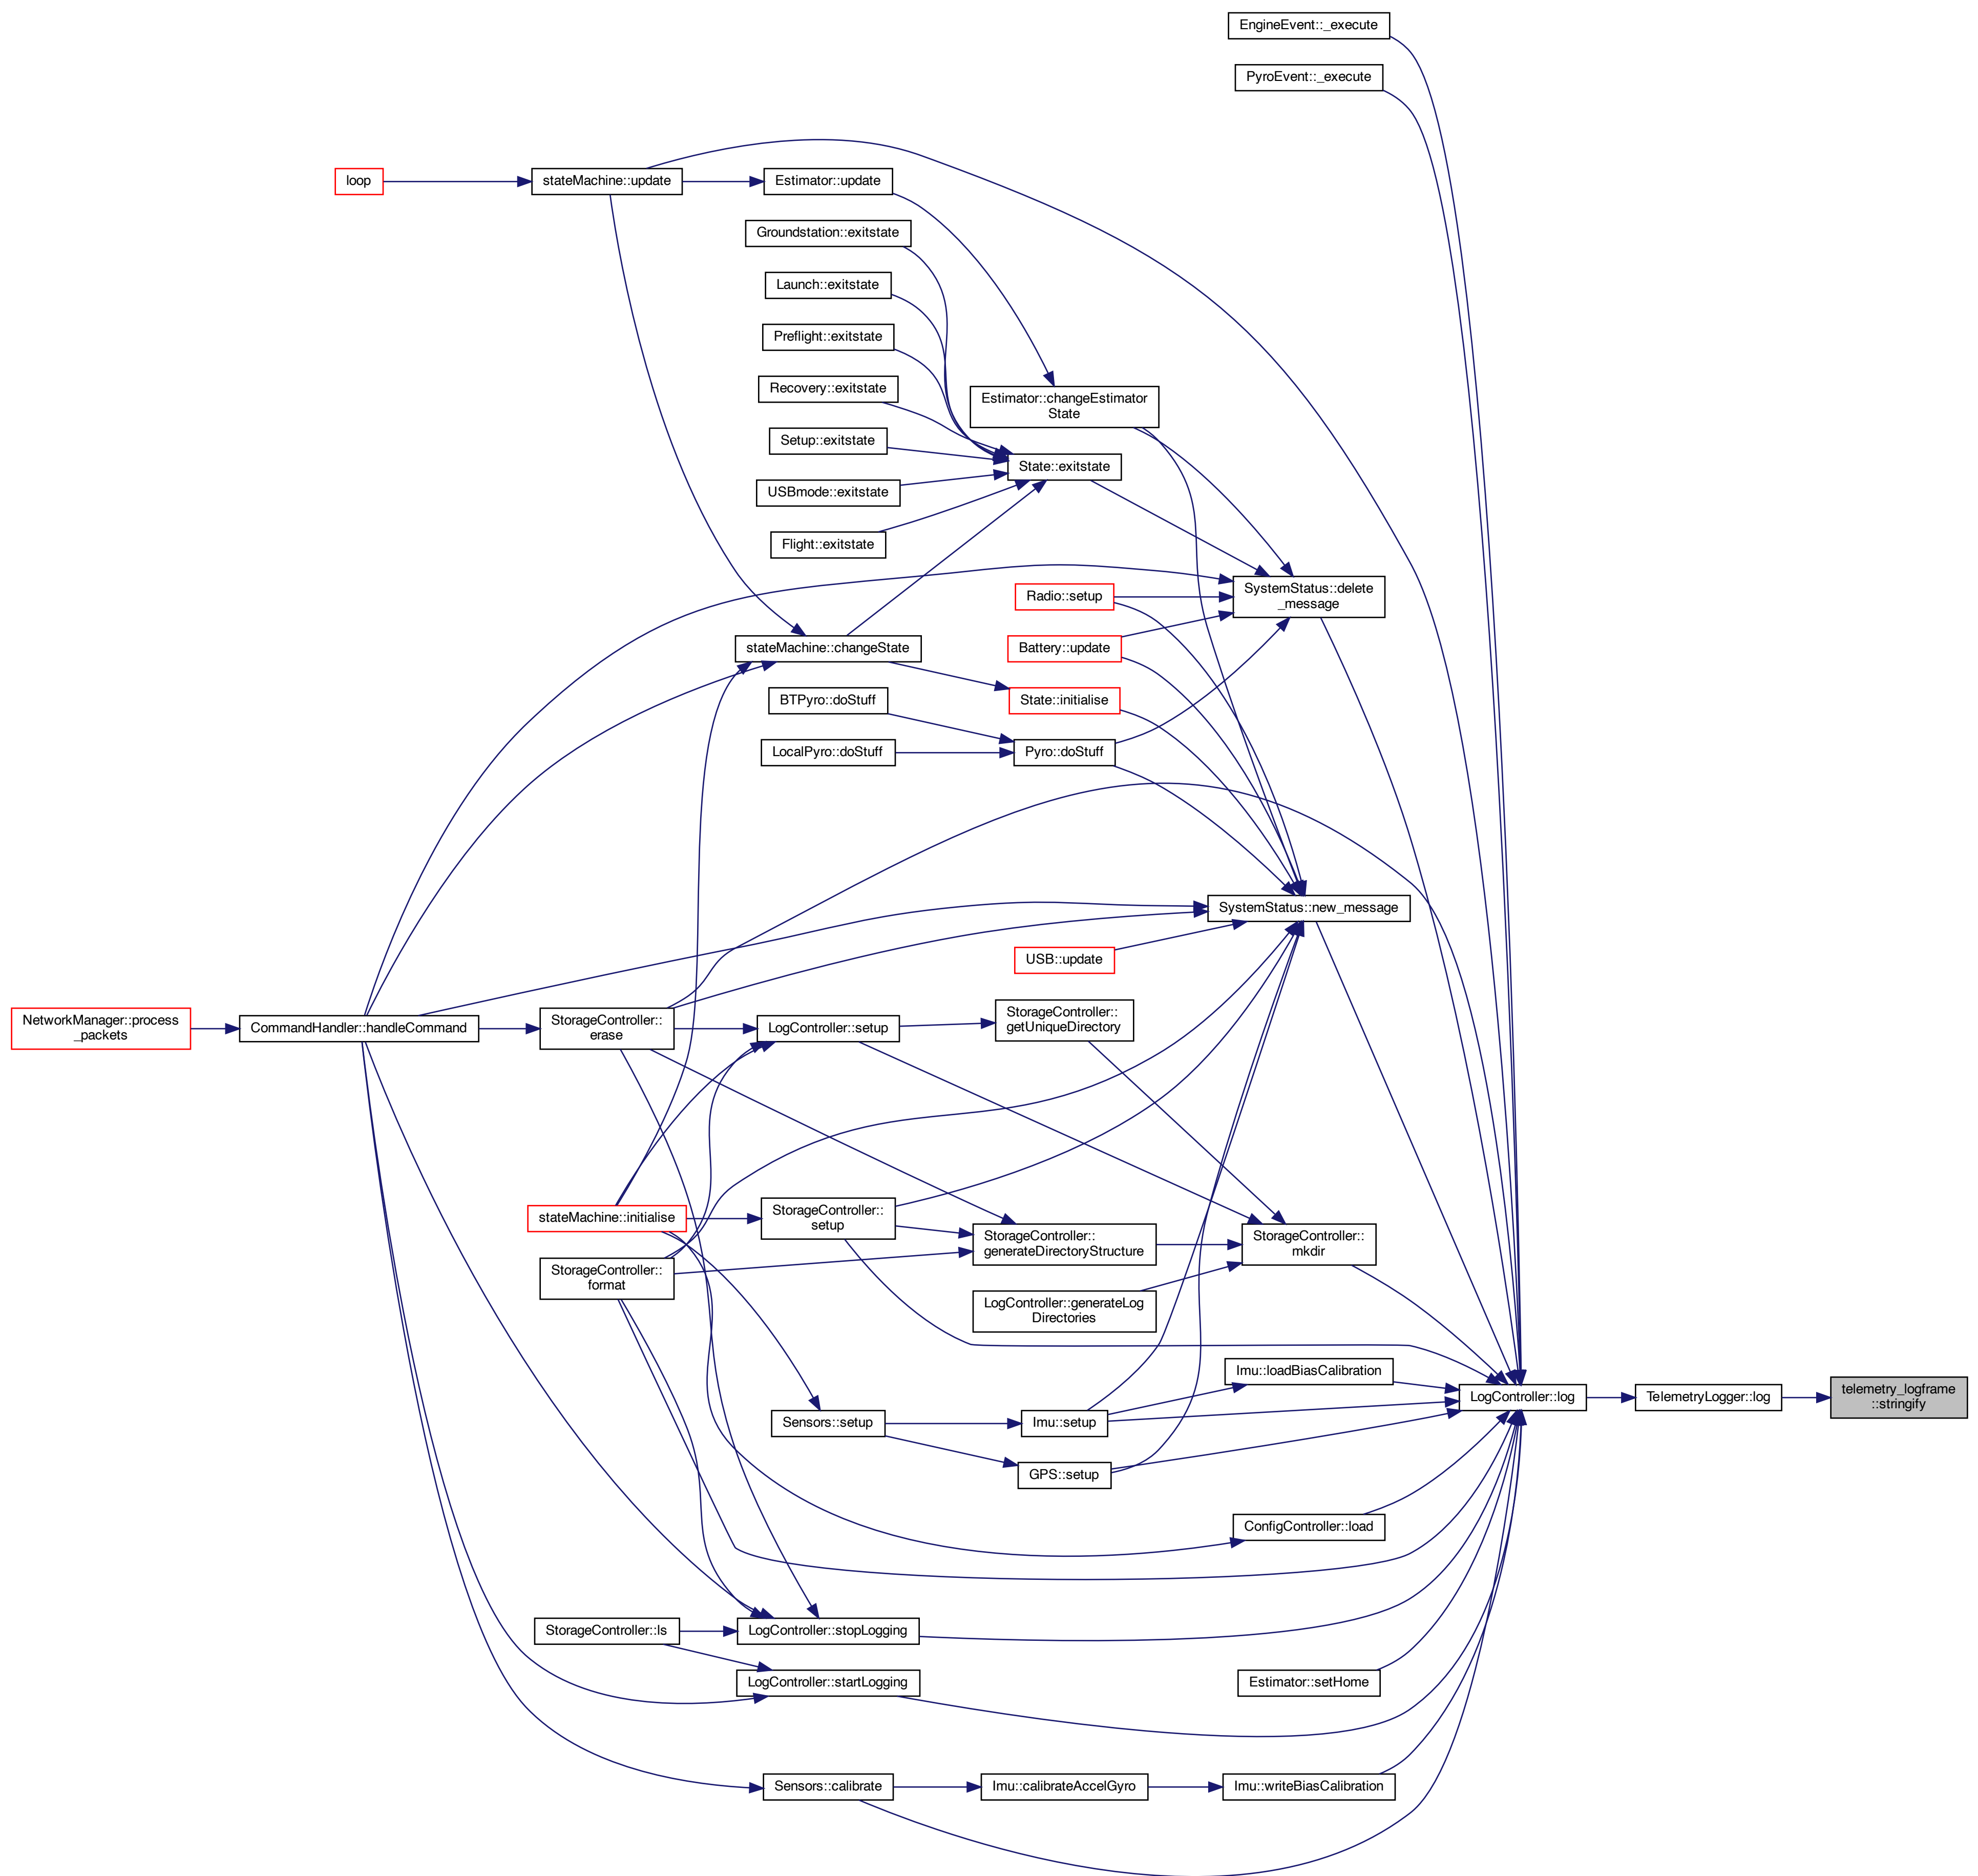 EngineEvent::_execute
PyroEvent::_execute
loop
stateMachine::update
Estimator::update
Groundstation::exitstate
Launch::exitstate
Preflight::exitstate
Recovery::exitstate
Estimator::changeEstimator
State
Setup::exitstate
State::exitstate
USBmode::exitstate
Flight::exitstate
Radio::setup
SystemStatus::delete
_message
stateMachine::changeState
Battery::update
BTPyro::doStuff
State::initialise
LocalPyro::doStuff
Pyro::doStuff
SystemStatus::new_message
USB::update
NetworkManager::process
_packets
CommandHandler::handleCommand
StorageController::
erase
LogController::setup
StorageController::
getUniqueDirectory
stateMachine::initialise
StorageController::
setup
StorageController::
generateDirectoryStructure
StorageController::
mkdir
StorageController::
format
LogController::generateLog
Directories
Imu::loadBiasCalibration
LogController::log
TelemetryLogger::log
telemetry_logframe
::stringify
Sensors::setup
Imu::setup
GPS::setup
ConfigController::load
StorageController::ls
LogController::stopLogging
LogController::startLogging
Estimator::setHome
Sensors::calibrate
Imu::calibrateAccelGyro
Imu::writeBiasCalibration